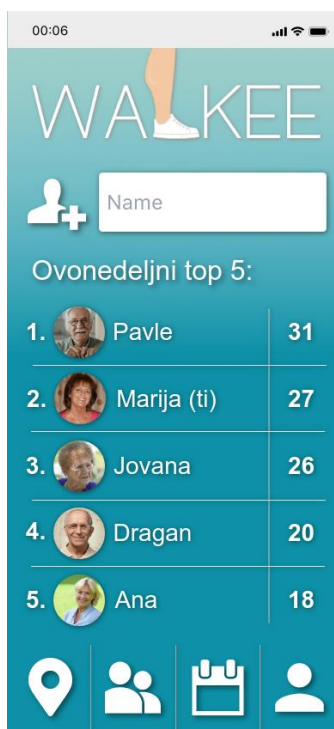 00:06
WALKEE
Name
Ovonedeljni top 5:
1. Pavle 31
2. Marija (ti) 27
3. Jovana 26
4. Dragan 20
5. Ana 18